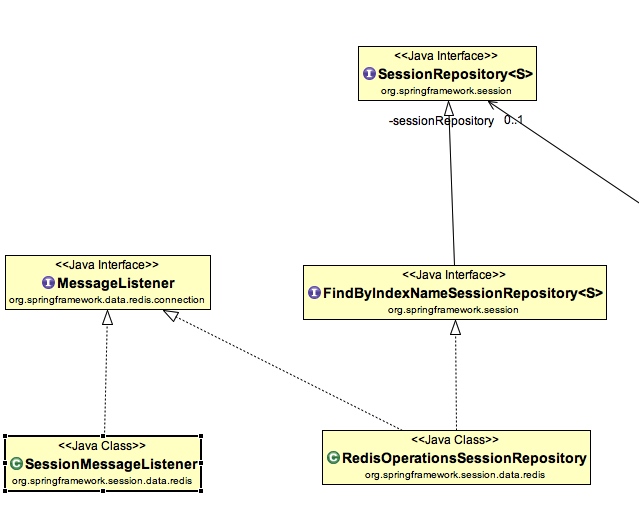 <<Java Interface>>
I SessionRepository<S>
org.springframework.session
-sessionRepository 0..1
<<Java Interface>>
I MessageListener
org.springframework.data.redis.connection
<<Java Interface>>
I FindByIndexNameSessionRepository<S>
org.springframework.session
<<Java Class>>
C SessionMessageListener
org.springframework.session.data.redis
<<Java Class>>
C RedisOperationsSessionRepository
org.springframework.session.data.redis